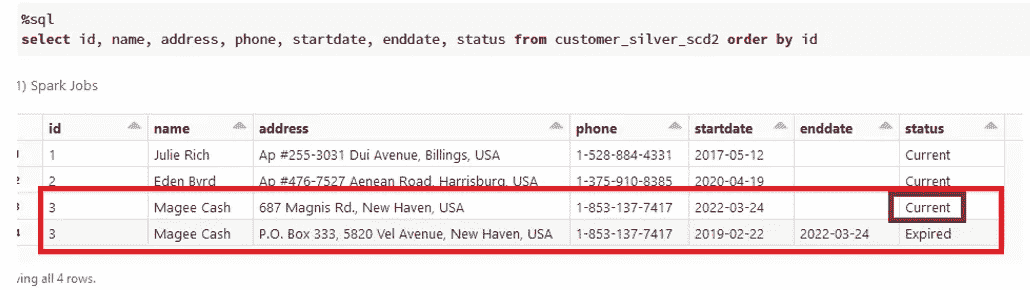 %sql
select id, name, address, phone, startdate, enddate, status from customer_silver_scd2 order by id
1) Spark Jobs
id name address phone startdate enddate status
1 Julie Rich Ap #255-3031 Dui Avenue, Billings, USA 1-528-884-4331 2017-05-12 Current
2 2 Eden Byrd Ap #476-7527 Aenean Road, Harrisburg, USA 1-375-910-8385 2020-04-19 Current
3 3 Magee Cash 687 Magnis Rd., New Haven, USA 1-853-137-7417 2022-03-24 Current
4 3 Magee Cash P.O. Box 333, 5820 Vel Avenue, New Haven, USA 1-853-137-7417 2019-02-22 2022-03-24 Expired
ving all 4 rows.